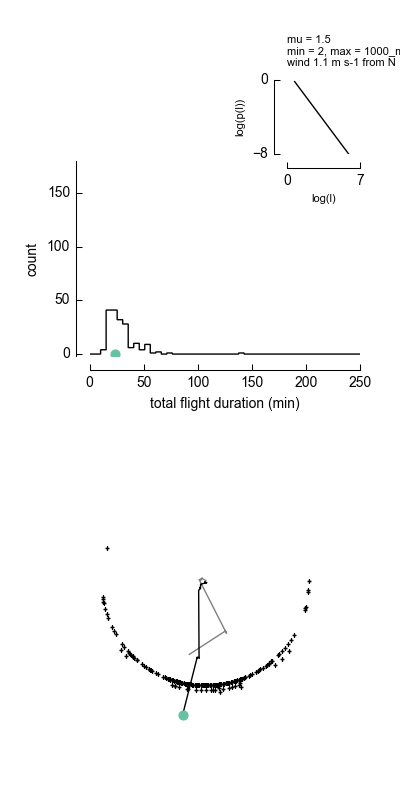 mu = 1.5
min = 2, max = 1000_m
wind 1.1 m s-1 from N
0
log(p(l))
−8
0
7
log(l)
150
100
50
0
count
0
50
100
150
200
250
total flight duration (min)